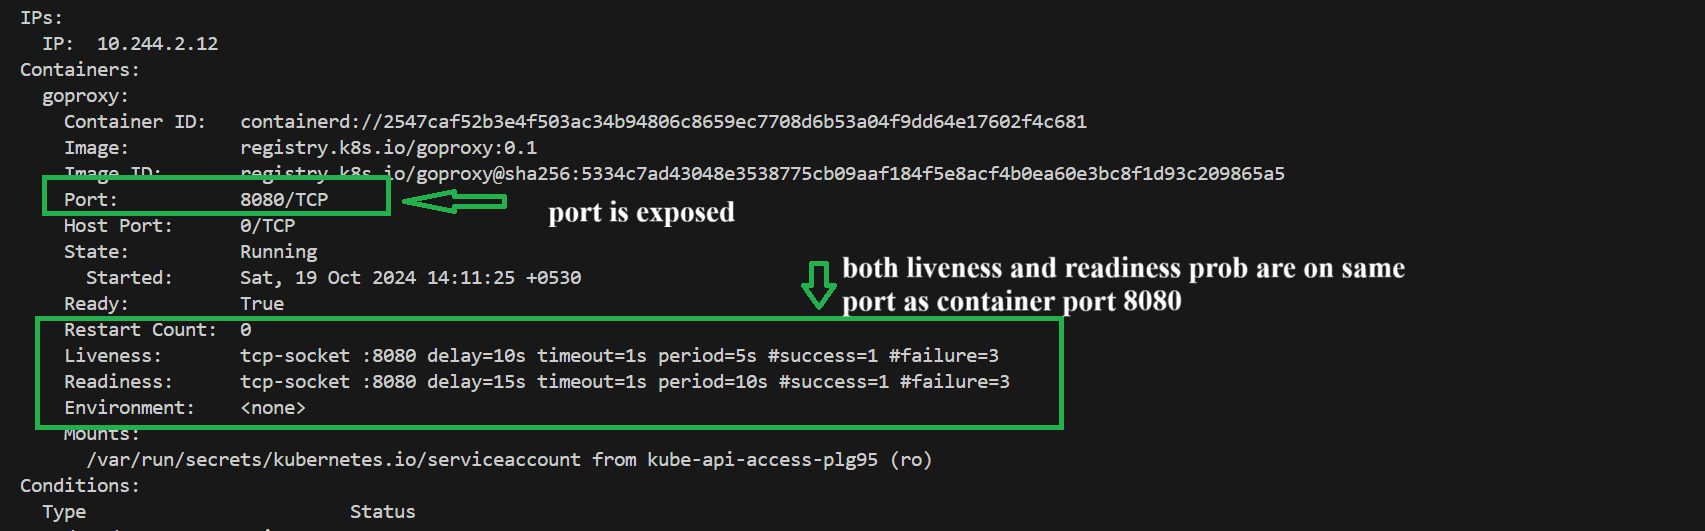 IPs:
IP: 10.244.2.12
Containers:
goproxy:
Container ID: containerd://2547caf52b3e4f503ac34b94806c8659ec7708d6b53a04f9dd64e17602f4c681
Image: registry.k8s.io/goproxy:0.1
Image ID: registry.k8s.io/goproxy@sha256:5334c7ad43048e3538775cb09aaf184f5e8acf4b0ea60e3bc8f1d93c209865a5
Port: 8080/TCP
port is exposed
Host Port: 0/TCP
State: Running
Started: Sat, 19 Oct 2024 14:11:25 +0530
both liveness and readiness prob are on same
port as container port 8080
Ready: True
Restart Count: 0
Liveness: tcp-socket :8080 delay=10s timeout=1s period=5s #success=1 #failure=3
Readiness: tcp-socket :8080 delay=15s timeout=1s period=10s #success=1 #failure=3
Environment: <none>
Mounts:
/var/run/secrets/kubernetes.io/serviceaccount from kube-api-access-plg95 (ro)
Conditions:
Type Status